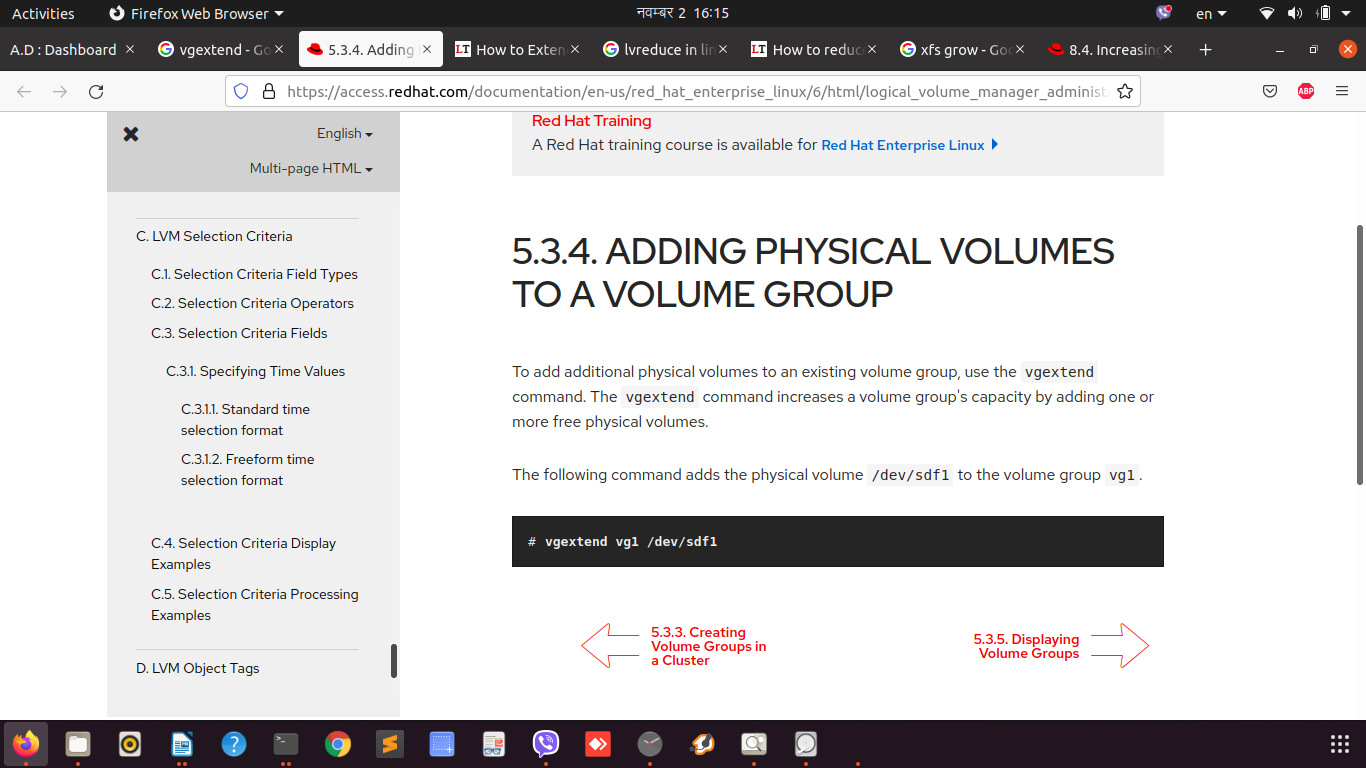 Activities
Firefox Web Browser
नवम्बर 2 16:15
en
A.D : Dashboard
vgextend - Go
5.3.4. Adding
LT How to Exten
lvreduce in lin
LT How to reduc
xfs grow - Goo
8.4. Increasing
https://access.redhat.com/documentation/en-us/red_hat_enterprise_linux/6/html/logical_volume_manager_administ
ABP
English
Multi-page HTML
C. LVM Selection Criteria
C.1. Selection Criteria Field Types
C.2. Selection Criteria Operators
C.3. Selection Criteria Fields
C.3.1. Specifying Time Values
C.3.1.1. Standard time
selection format
C.3.1.2. Freeform time
selection format
C.4. Selection Criteria Display
Examples
C.5. Selection Criteria Processing
Examples
D. LVM Object Tags
Red Hat Training
A Red Hat training course is available for Red Hat Enterprise Linux
5.3.4. ADDING PHYSICAL VOLUMES
TO A VOLUME GROUP
To add additional physical volumes to an existing volume group, use the vgextend
command. The vgextend command increases a volume group's capacity by adding one or
more free physical volumes.
The following command adds the physical volume /dev/sdf1 to the volume group vg1.
# vgextend vg1 /dev/sdf1
5.3.3. Creating
Volume Groups in
a Cluster
5.3.5. Displaying
Volume Groups